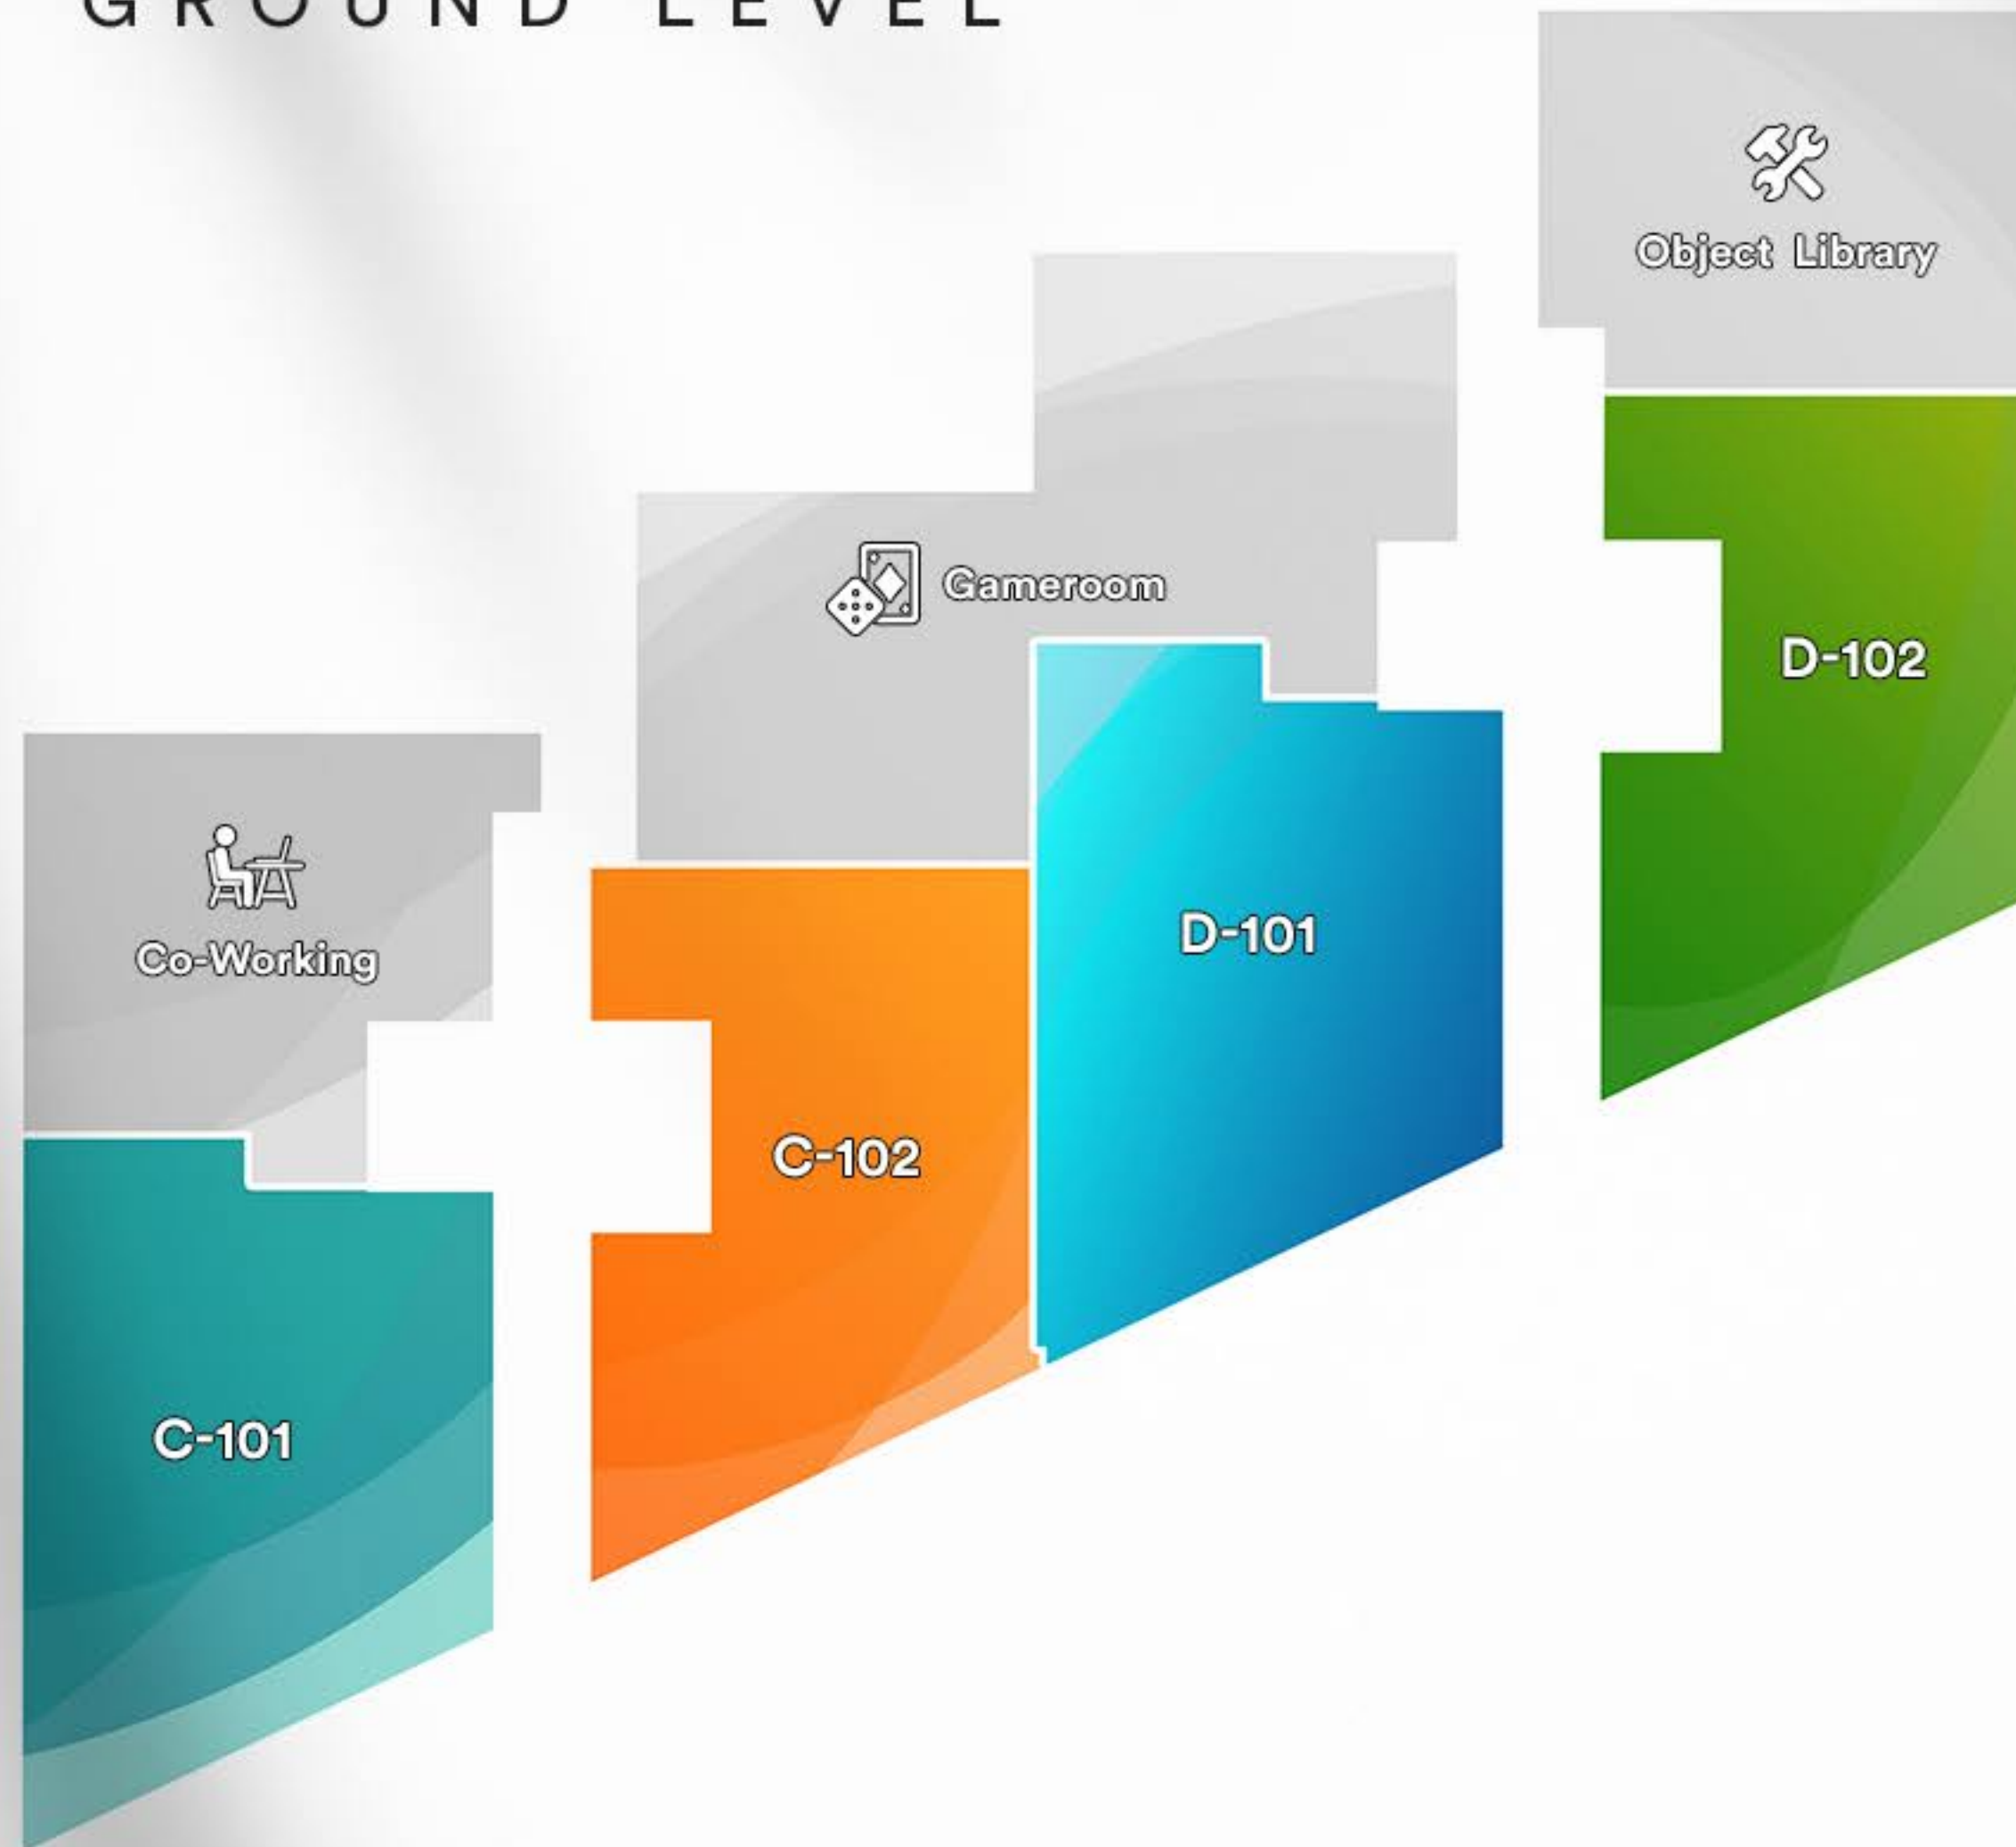 GROUND LEVEL
Object Library
Gameroom
D-102
Co-Working
D-101
C-102
C-101